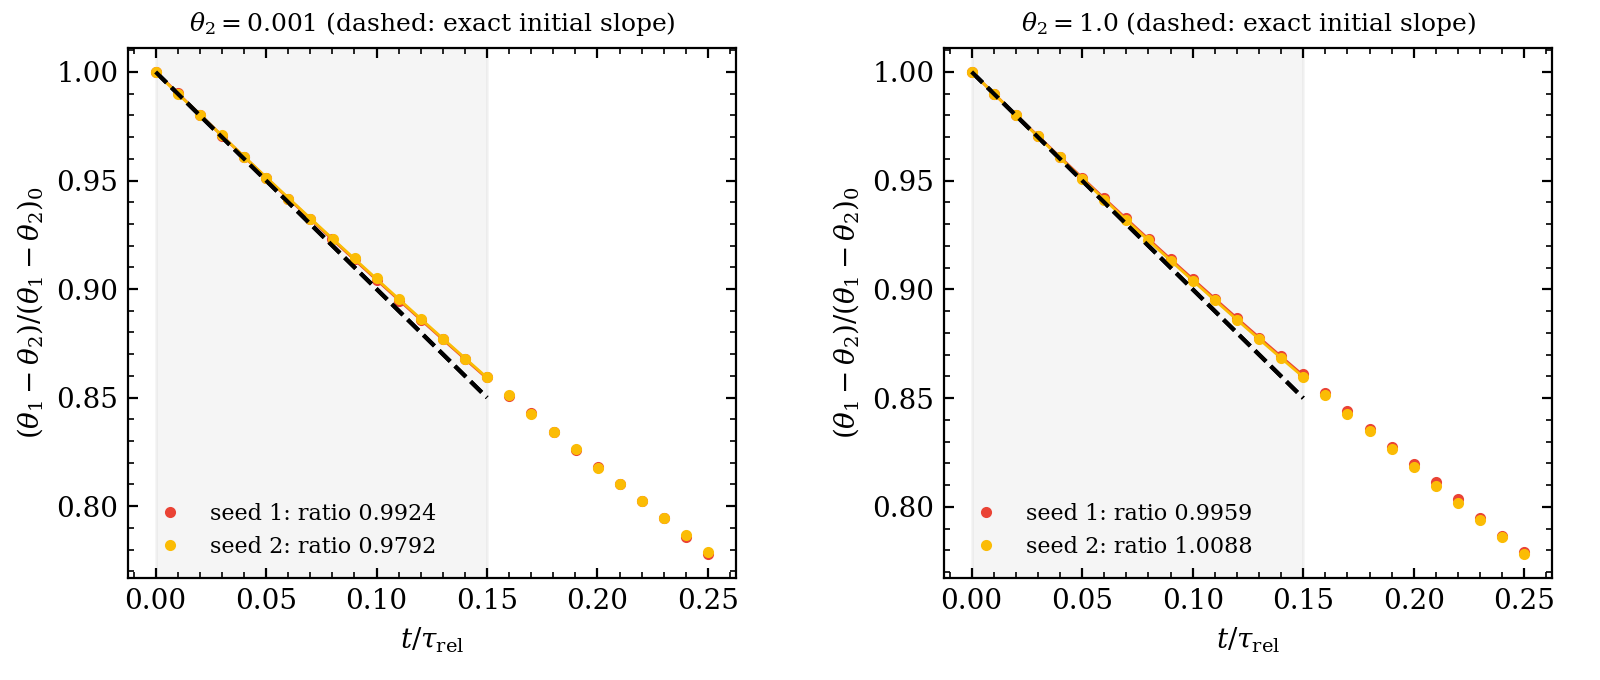 θ₂ = 0.001 (dashed: exact initial slope)
(θ₁ − θ₂)/(θ₁ − θ₂)₀
1.00
0.95
0.90
0.85
0.80
seed 1: ratio 0.9924
seed 2: ratio 0.9792
0.00 0.05 0.10 0.15 0.20 0.25
t/τ_rel
θ₂ = 1.0 (dashed: exact initial slope)
(θ₁ − θ₂)/(θ₁ − θ₂)₀
1.00
0.95
0.90
0.85
0.80
seed 1: ratio 0.9959
seed 2: ratio 1.0088
0.00 0.05 0.10 0.15 0.20 0.25
t/τ_rel